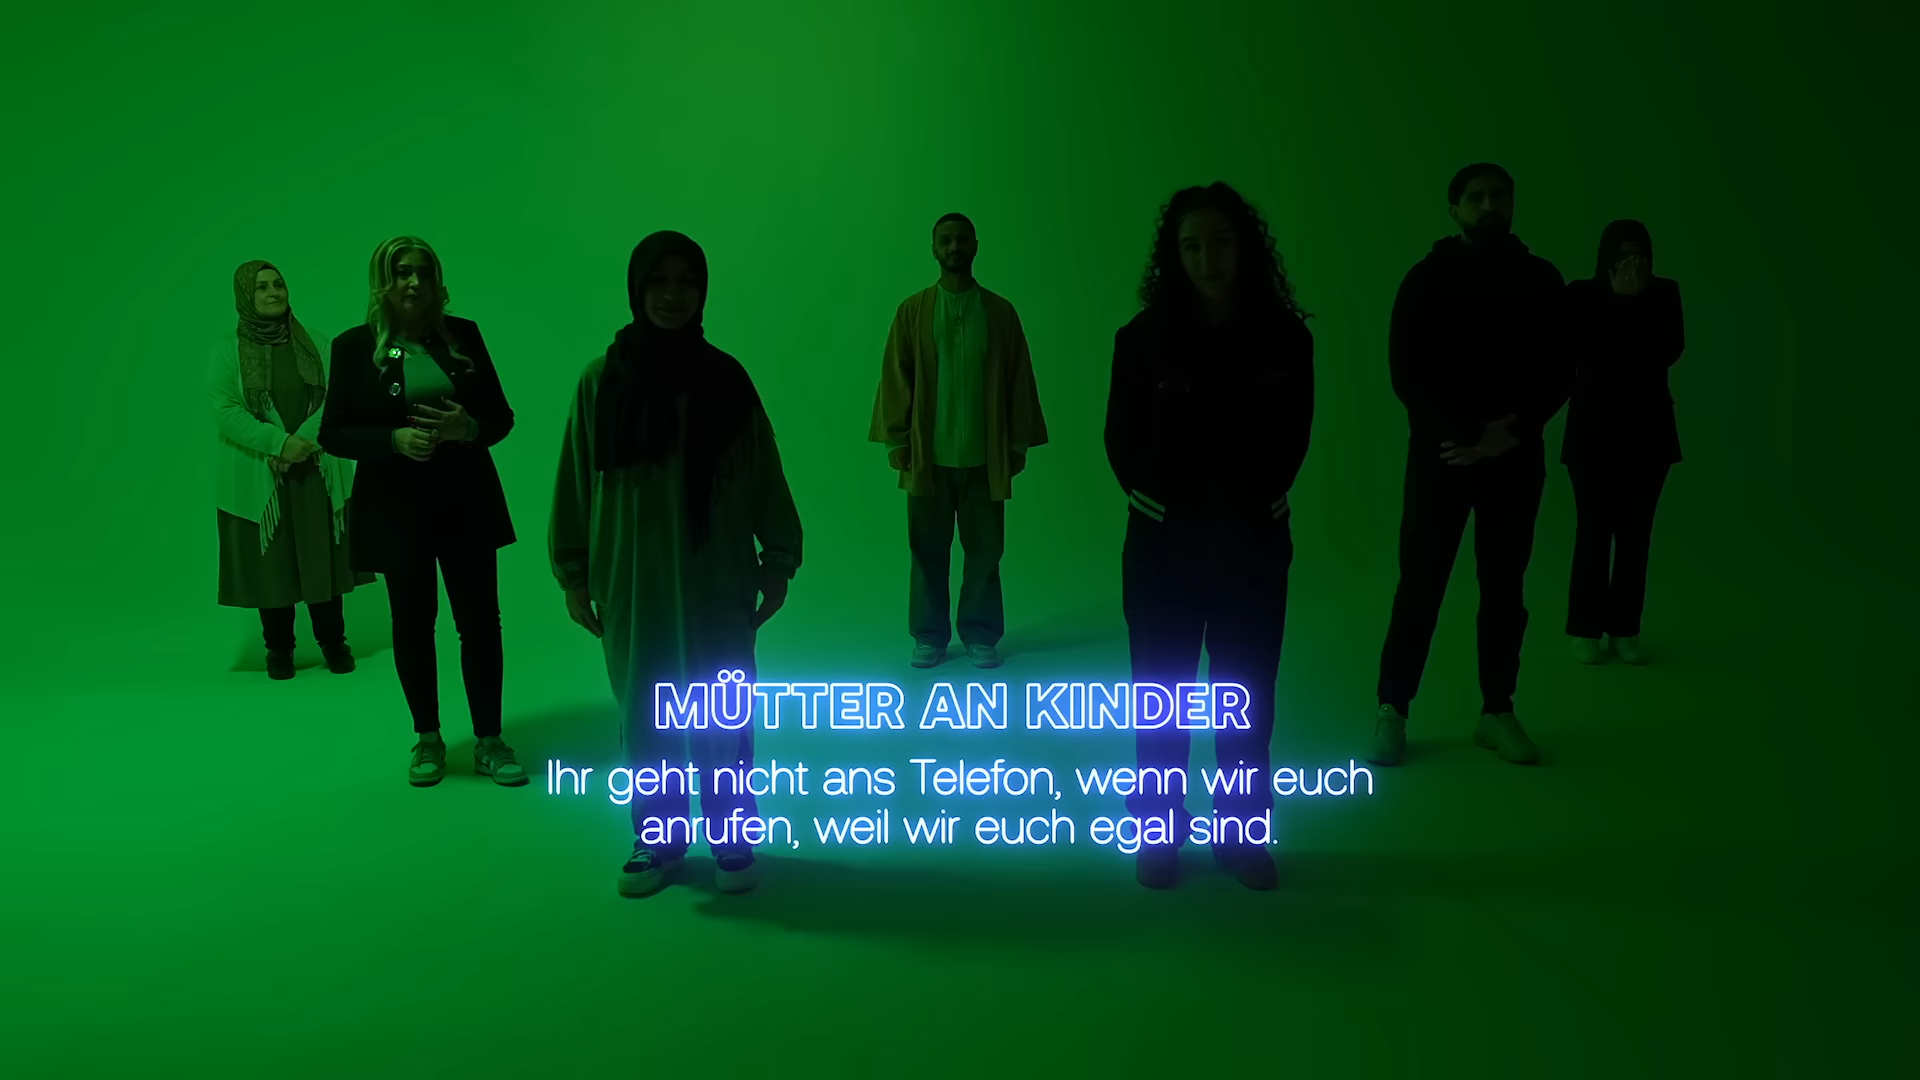 MÜTTER AN KINDER
Ihr geht nicht ans Telefon, wenn wir euch
anrufen, weil wir euch egal sind.